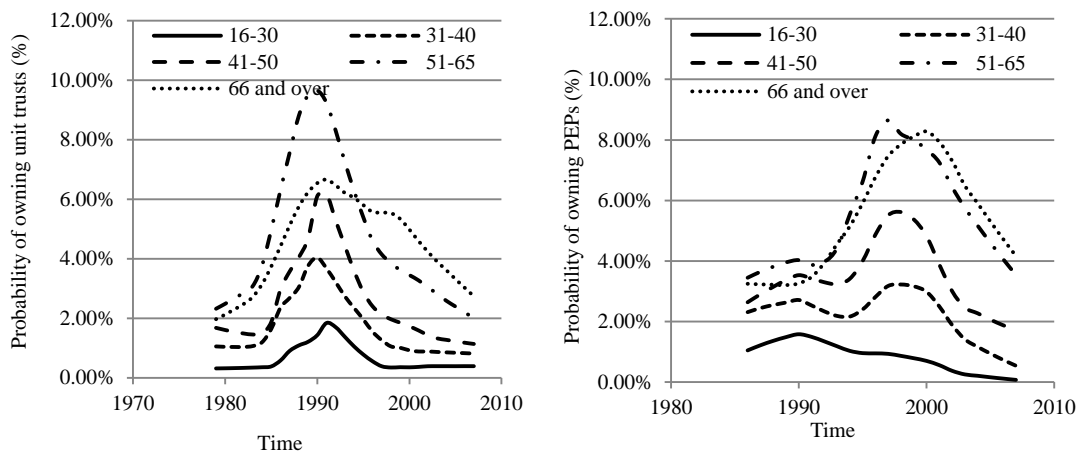 Probability of owning unit trusts (%)
12.00%
10.00%
8.00%
6.00%
4.00%
2.00%
0.00%
16-30 31-40
41-50 51-65
66 and over
1970 1980 1990 2000 2010
Time
Probability of owning PEPs (%)
12.00%
10.00%
8.00%
6.00%
4.00%
2.00%
0.00%
16-30 31-40
41-50 51-65
66 and over
1980 1990 2000 2010
Time